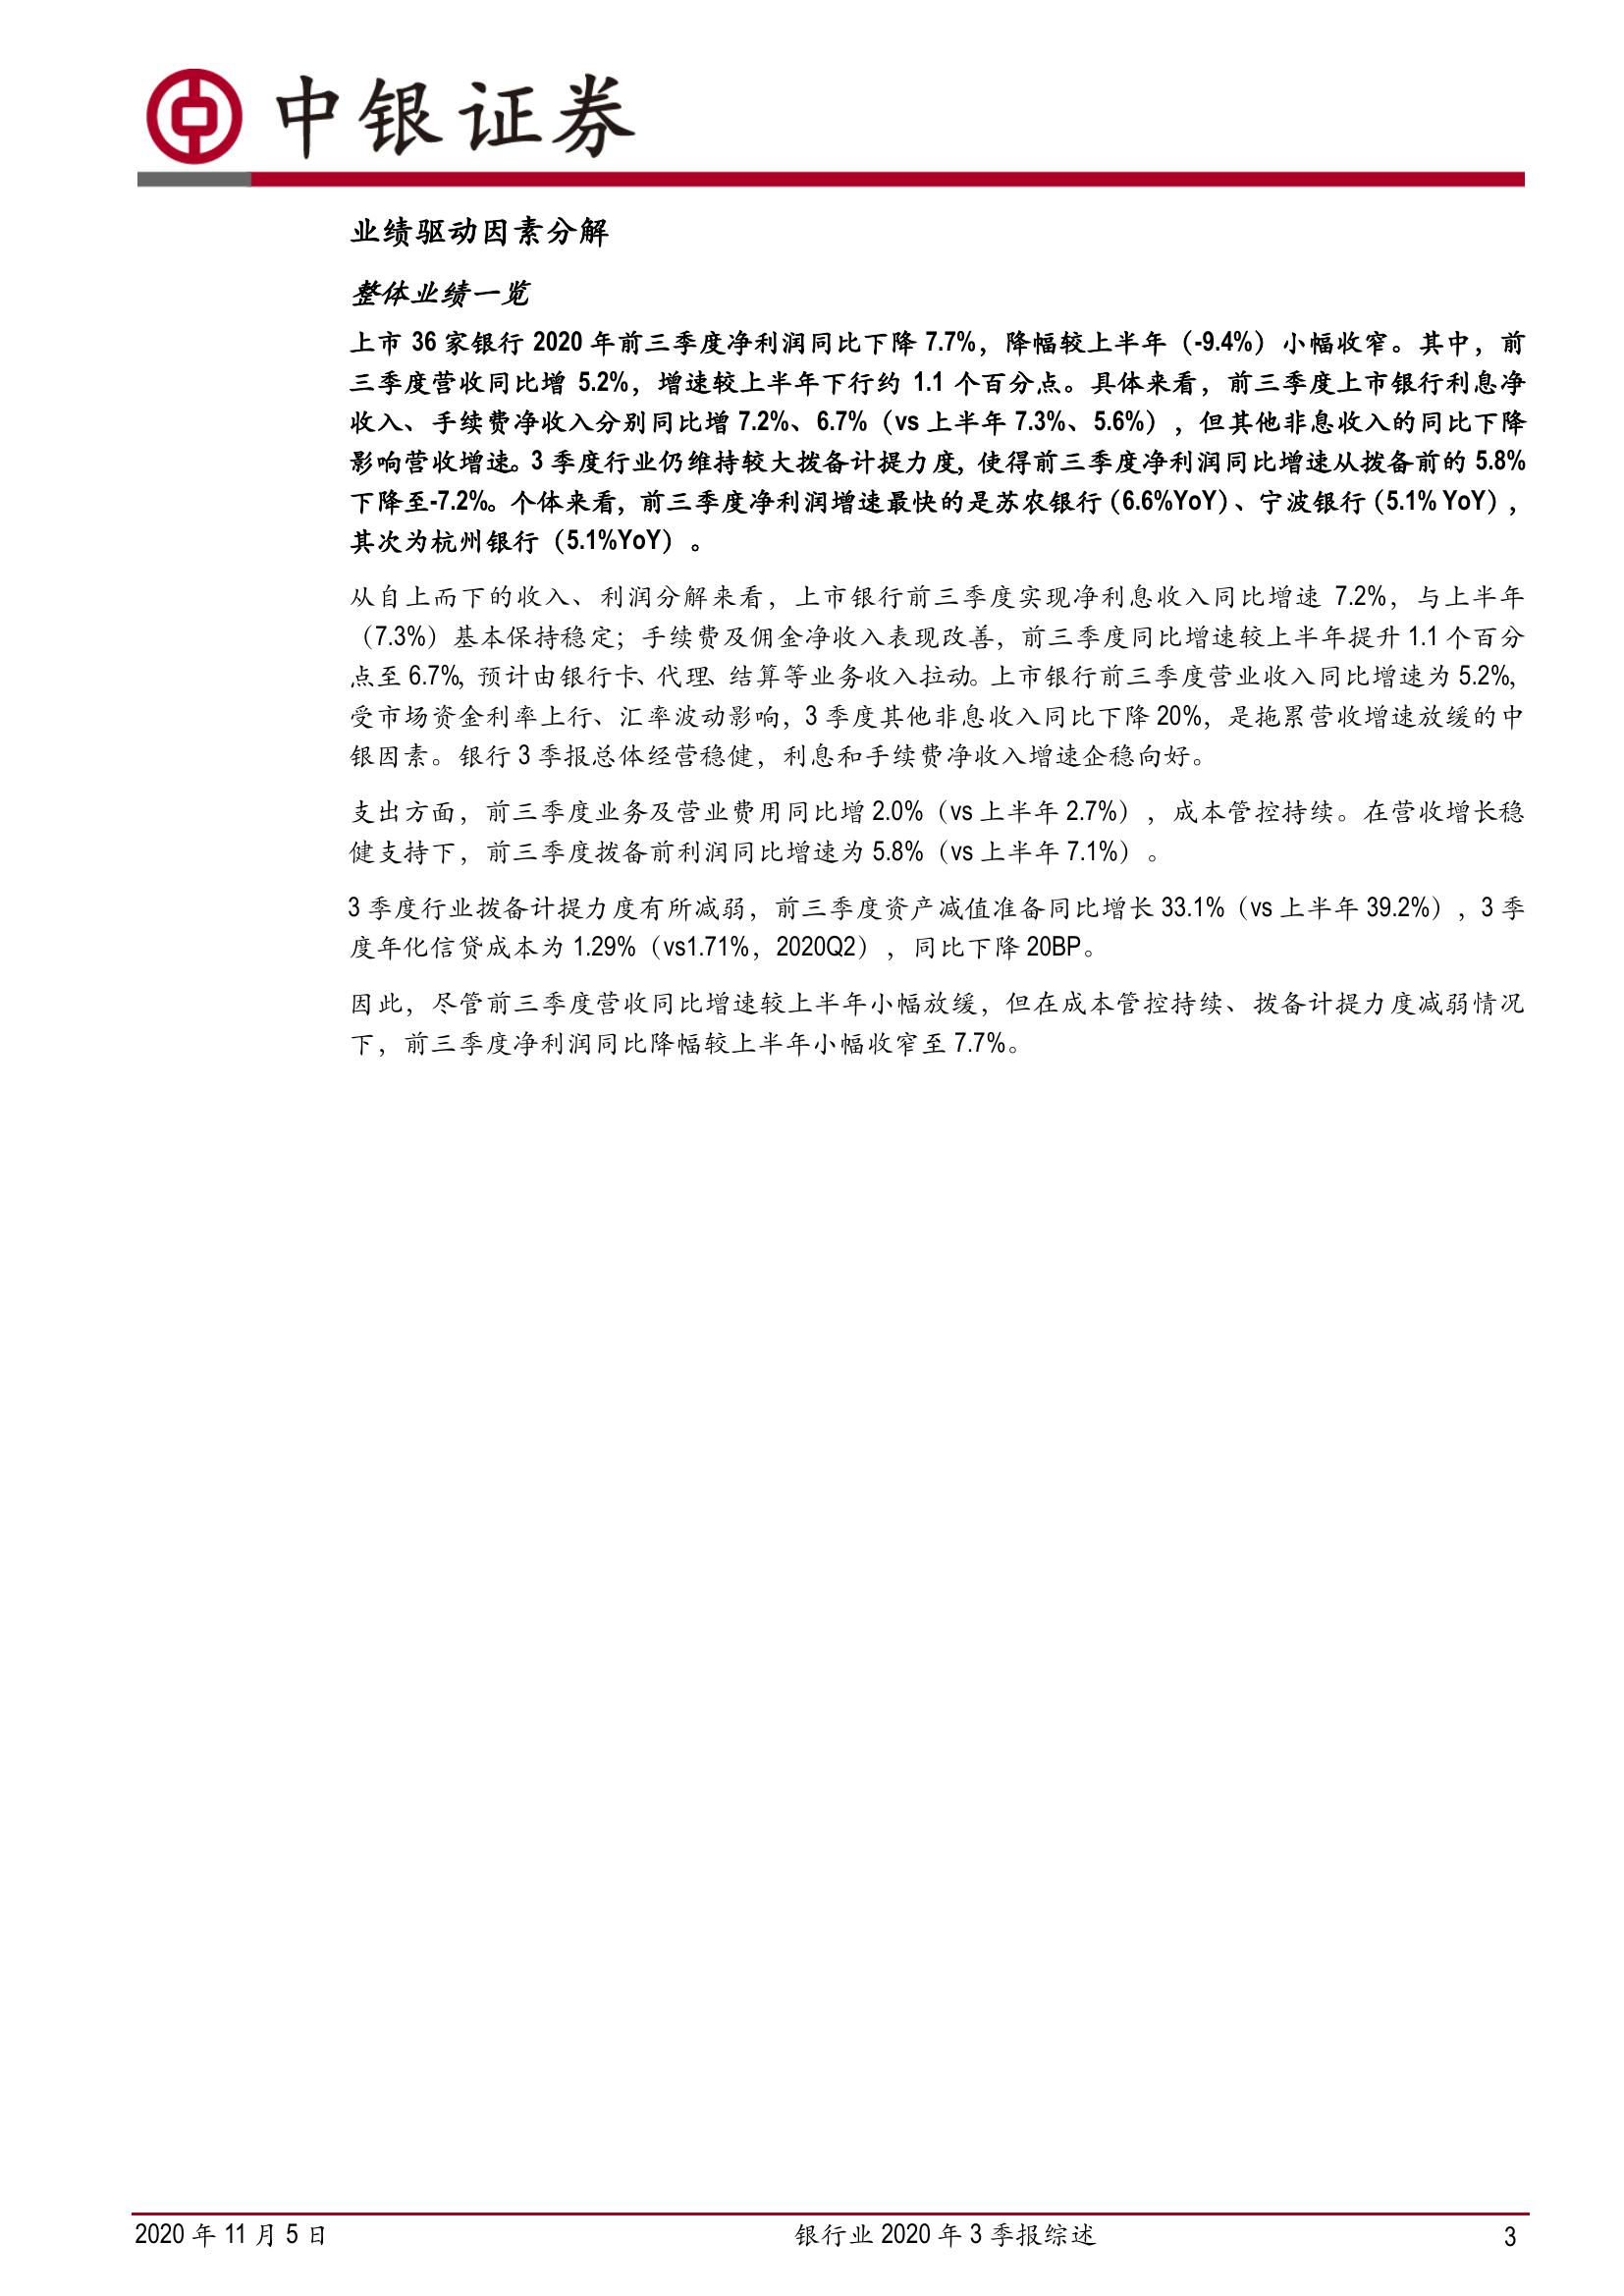 中银证券
业绩驱动因素分解
整体业绩一览
上市 36 家银行 2020 年前三季度净利润同比下降 7.7%，降幅较上半年（-9.4%）小幅收窄。其中，前
三季度营收同比增 5.2%，增速较上半年下行约 1.1 个百分点。具体来看，前三季度上市银行利息净
收入、手续费净收入分别同比增 7.2%、6.7%（vs 上半年 7.3%、5.6%），但其他非息收入的同比下降
影响营收增速。3 季度行业仍维持较大拨备计提力度，使得前三季度净利润同比增速从拨备前的 5.8%
下降至-7.2%。个体来看，前三季度净利润增速最快的是苏农银行（6.6%YoY）、宁波银行（5.1% YoY），
其次为杭州银行（5.1%YoY）。
从自上而下的收入、利润分解来看，上市银行前三季度实现净利息收入同比增速 7.2%，与上半年
（7.3%）基本保持稳定；手续费及佣金净收入表现改善，前三季度同比增速较上半年提升 1.1 个百分
点至 6.7%，预计由银行卡、代理、结算等业务收入拉动。上市银行前三季度营业收入同比增速为 5.2%，
受市场资金利率上行、汇率波动影响，3 季度其他非息收入同比下降 20%，是拖累营收增速放缓的中
银因素。银行 3 季报总体经营稳健，利息和手续费净收入增速企稳向好。
支出方面，前三季度业务及营业费用同比增 2.0%（vs 上半年 2.7%），成本管控持续。在营收增长稳
健支持下，前三季度拨备前利润同比增速为 5.8%（vs 上半年 7.1%）。
3 季度行业拨备计提力度有所减弱，前三季度资产减值准备同比增长 33.1%（vs 上半年 39.2%），3 季
度年化信贷成本为 1.29%（vs1.71%，2020Q2），同比下降 20BP。
因此，尽管前三季度营收同比增速较上半年小幅放缓，但在成本管控持续、拨备计提力度减弱情况
下，前三季度净利润同比降幅较上半年小幅收窄至 7.7%。
2020 年 11 月 5 日
银行业 2020 年 3 季报综述
3